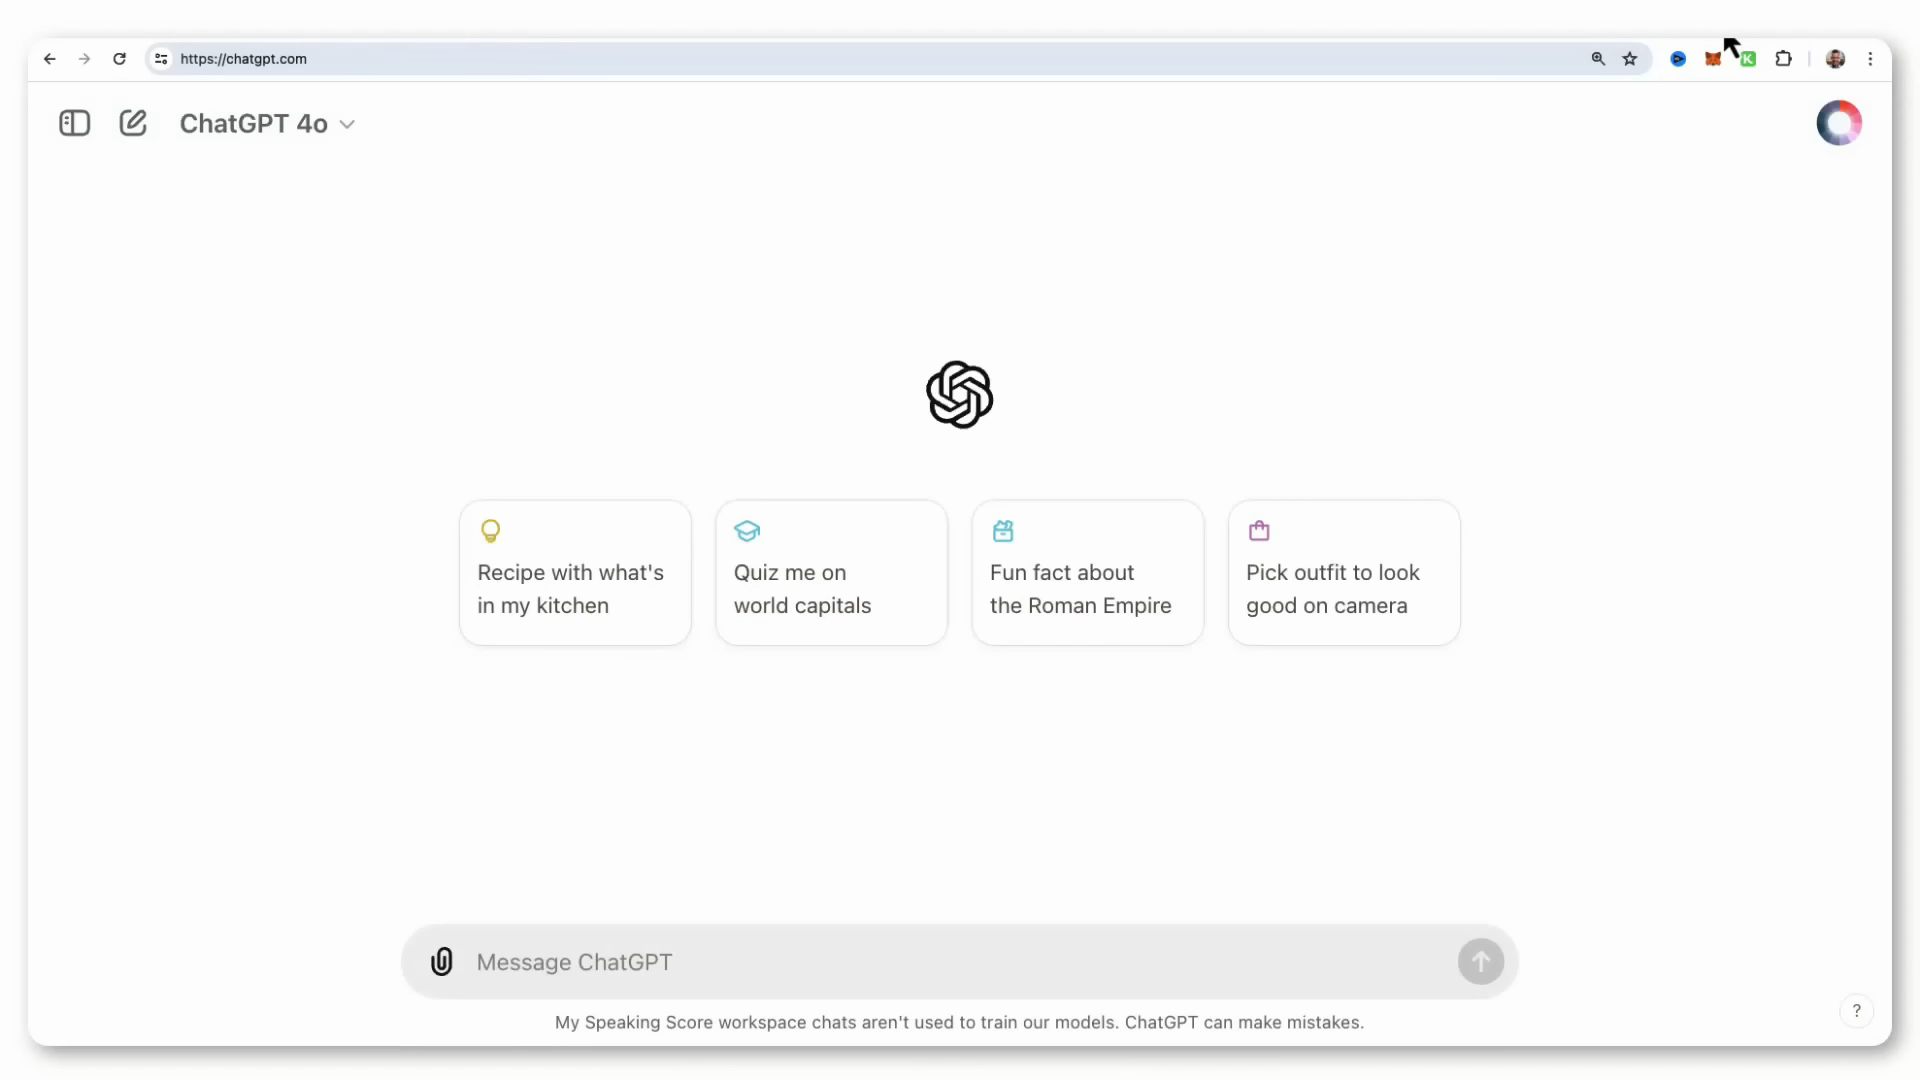 https://chatgpt.com
K
ChatGPT 4o
Recipe with what's
in my kitchen
Quiz me on
world capitals
Fun fact about
the Roman Empire
Pick outfit to look
good on camera
Message ChatGPT
My Speaking Score workspace chats aren't used to train our models. ChatGPT can make mistakes.
?